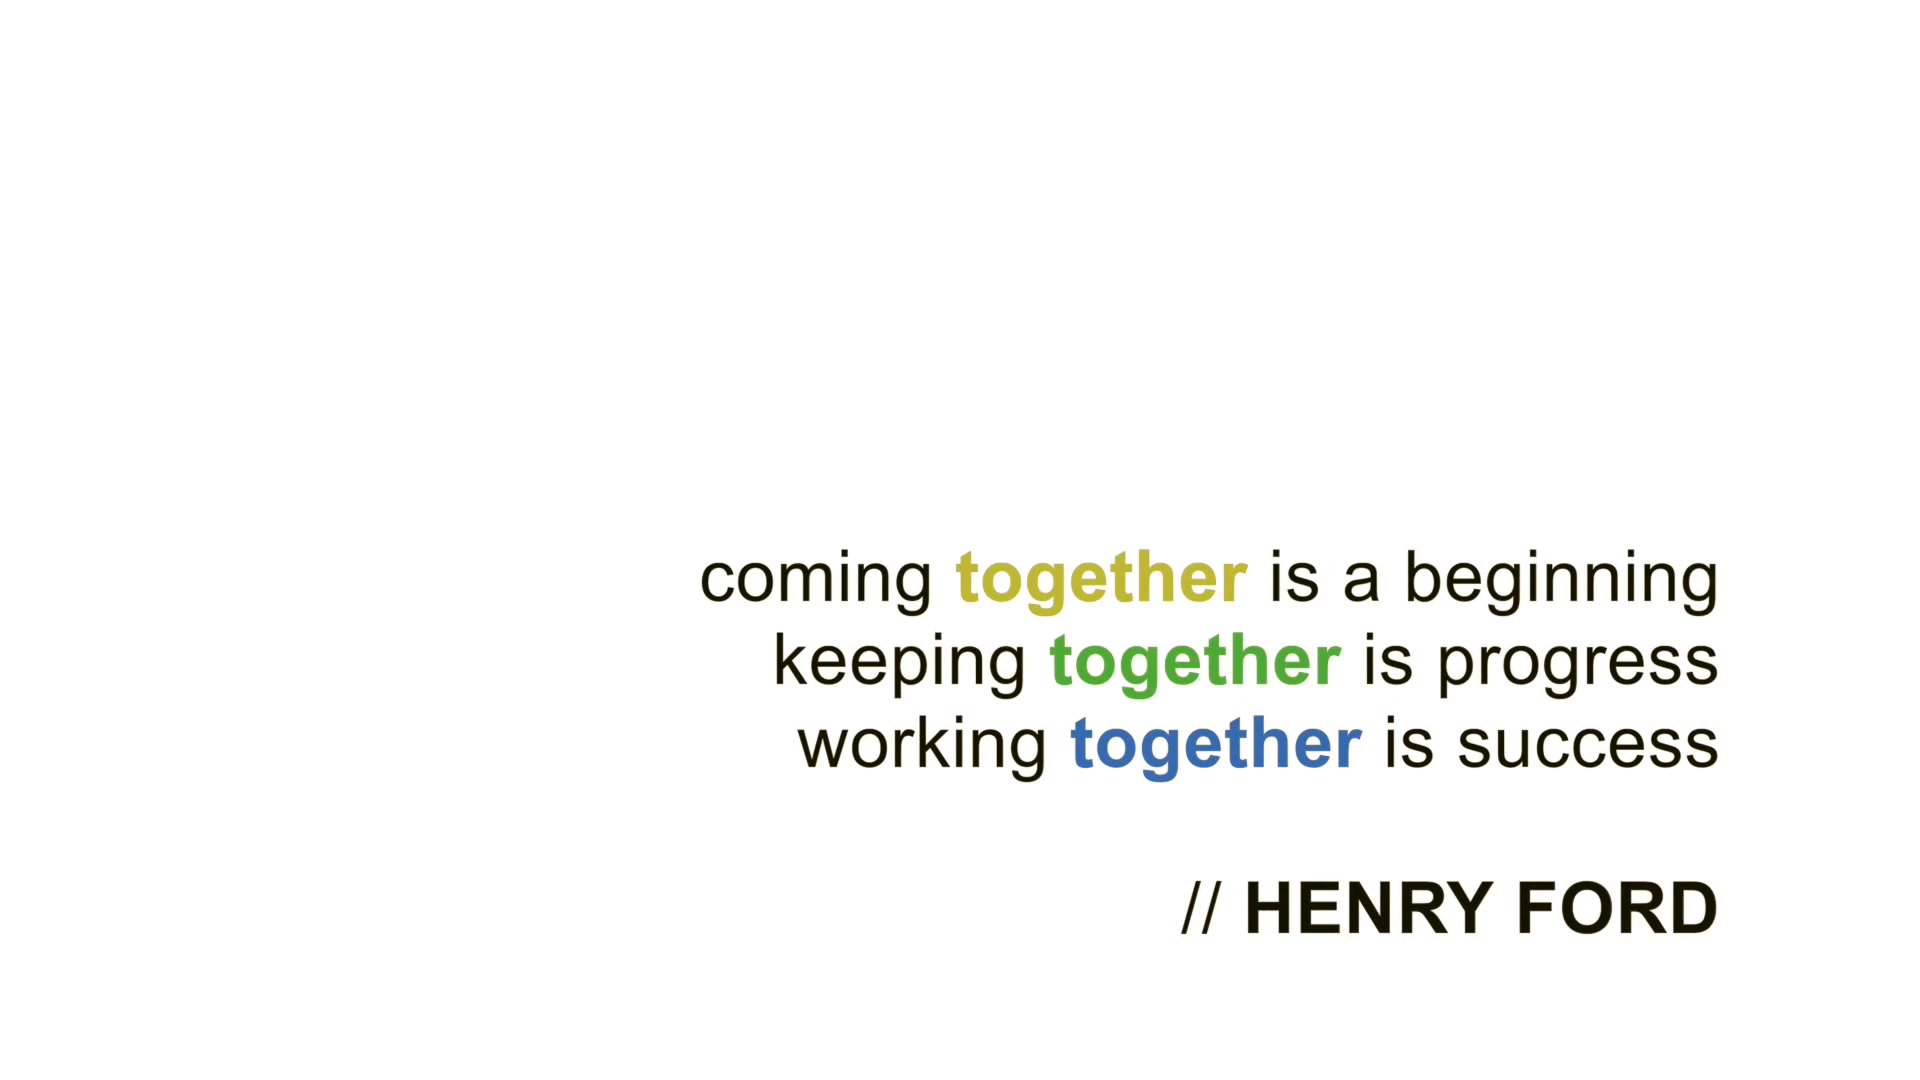 coming together is a beginning
keeping together is progress
working together is success
// HENRY FORD